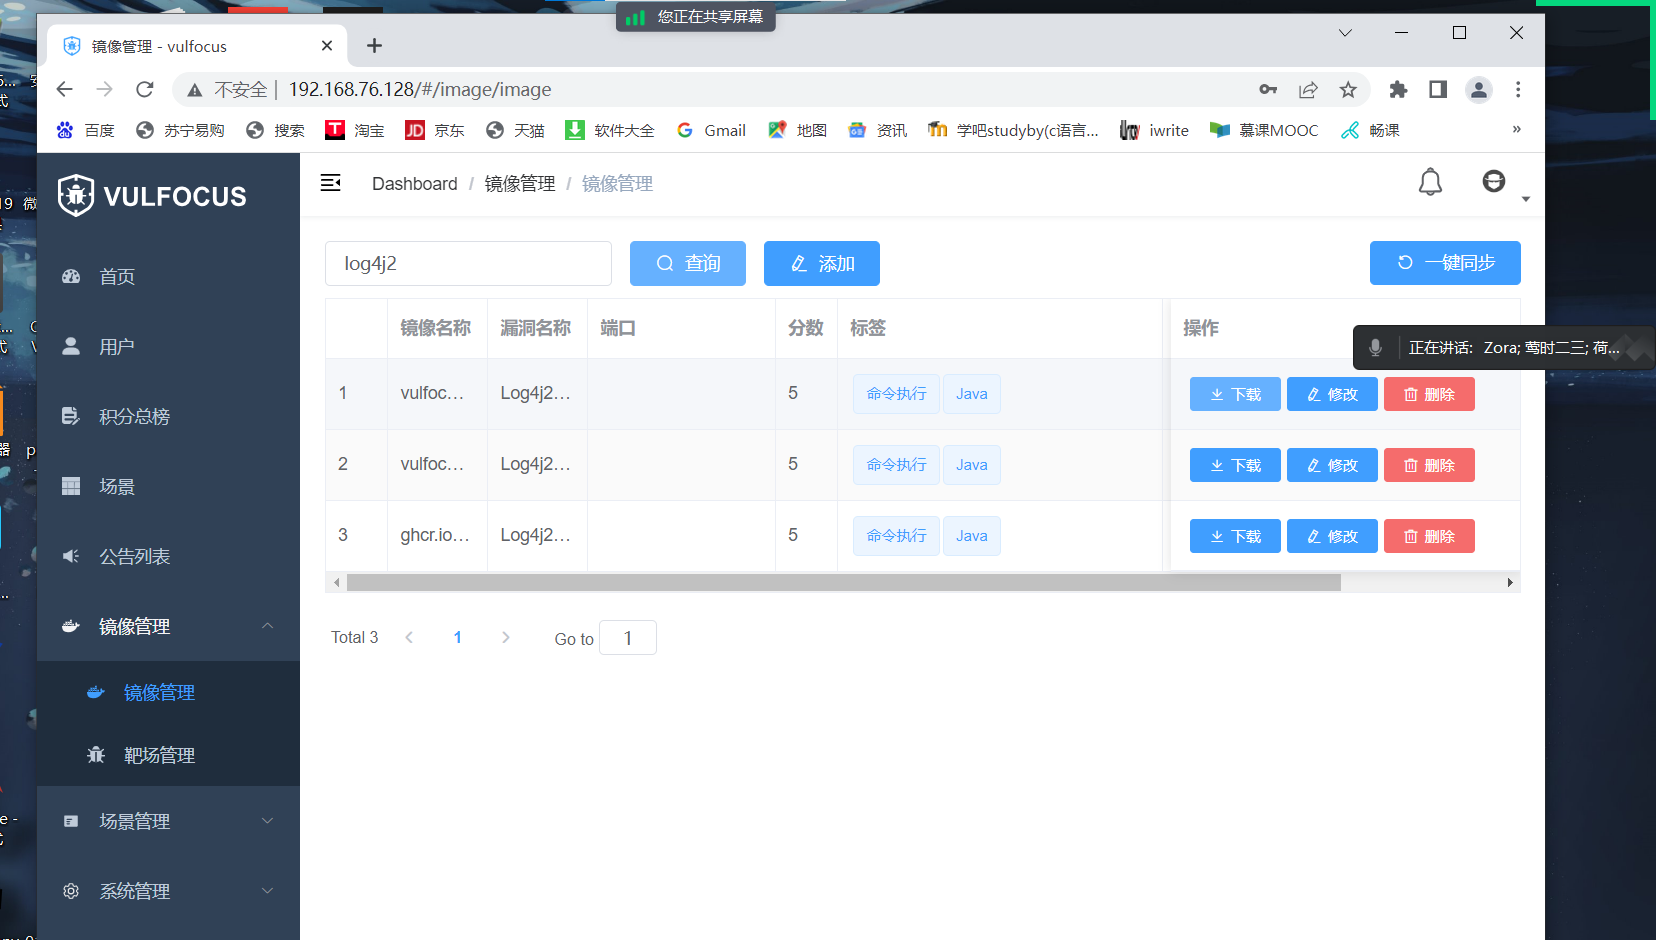 您正在共享屏幕
镜像管理 - vulfocus
不安全 192.168.76.128/#/image/image
百度 苏宁易购 搜索 淘宝 京东 天猫 软件大全 Gmail 地图 资讯 学吧studyby(c语言... iwrite 慕课MOOC 畅课 »
VULFOCUS
Dashboard / 镜像管理 / 镜像管理
log4j2 查询 添加 一键同步
首页
用户
积分总榜
场景
公告列表
镜像管理
镜像管理
靶场管理
场景管理
系统管理
镜像名称 漏洞名称 端口 分数 标签 操作
正在讲话: Zora; 莺时二三; 荷...
1 vulfoc... Log4j2... 5 命令执行 Java 下载 修改 删除
2 vulfoc... Log4j2... 5 命令执行 Java 下载 修改 删除
3 ghcr.io... Log4j2... 5 命令执行 Java 下载 修改 删除
Total 3 1 Go to 1